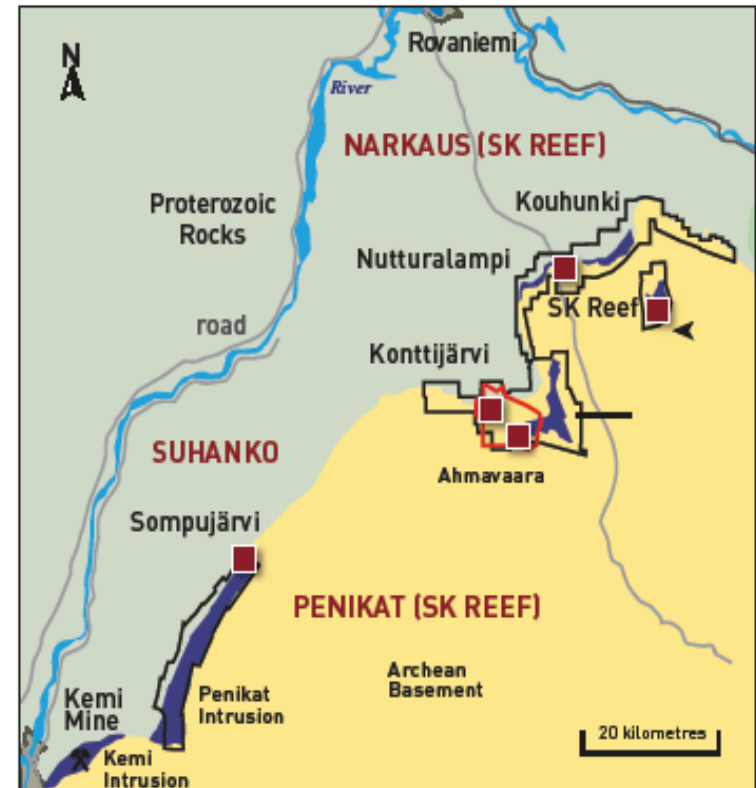 N
Rovaniemi
River
NARKAUS (SK REEF)
Proterozoic
Rocks
Kouhunki
Nutturalampi
SK Reef
road
Konttijärvi
SUHANKO
Ahmavaara
Sompujärvi
PENIKAT (SK REEF)
Archean
Basement
Penikat
Intrusion
Kemi
Mine
Kemi
Intrusion
20 kilometres